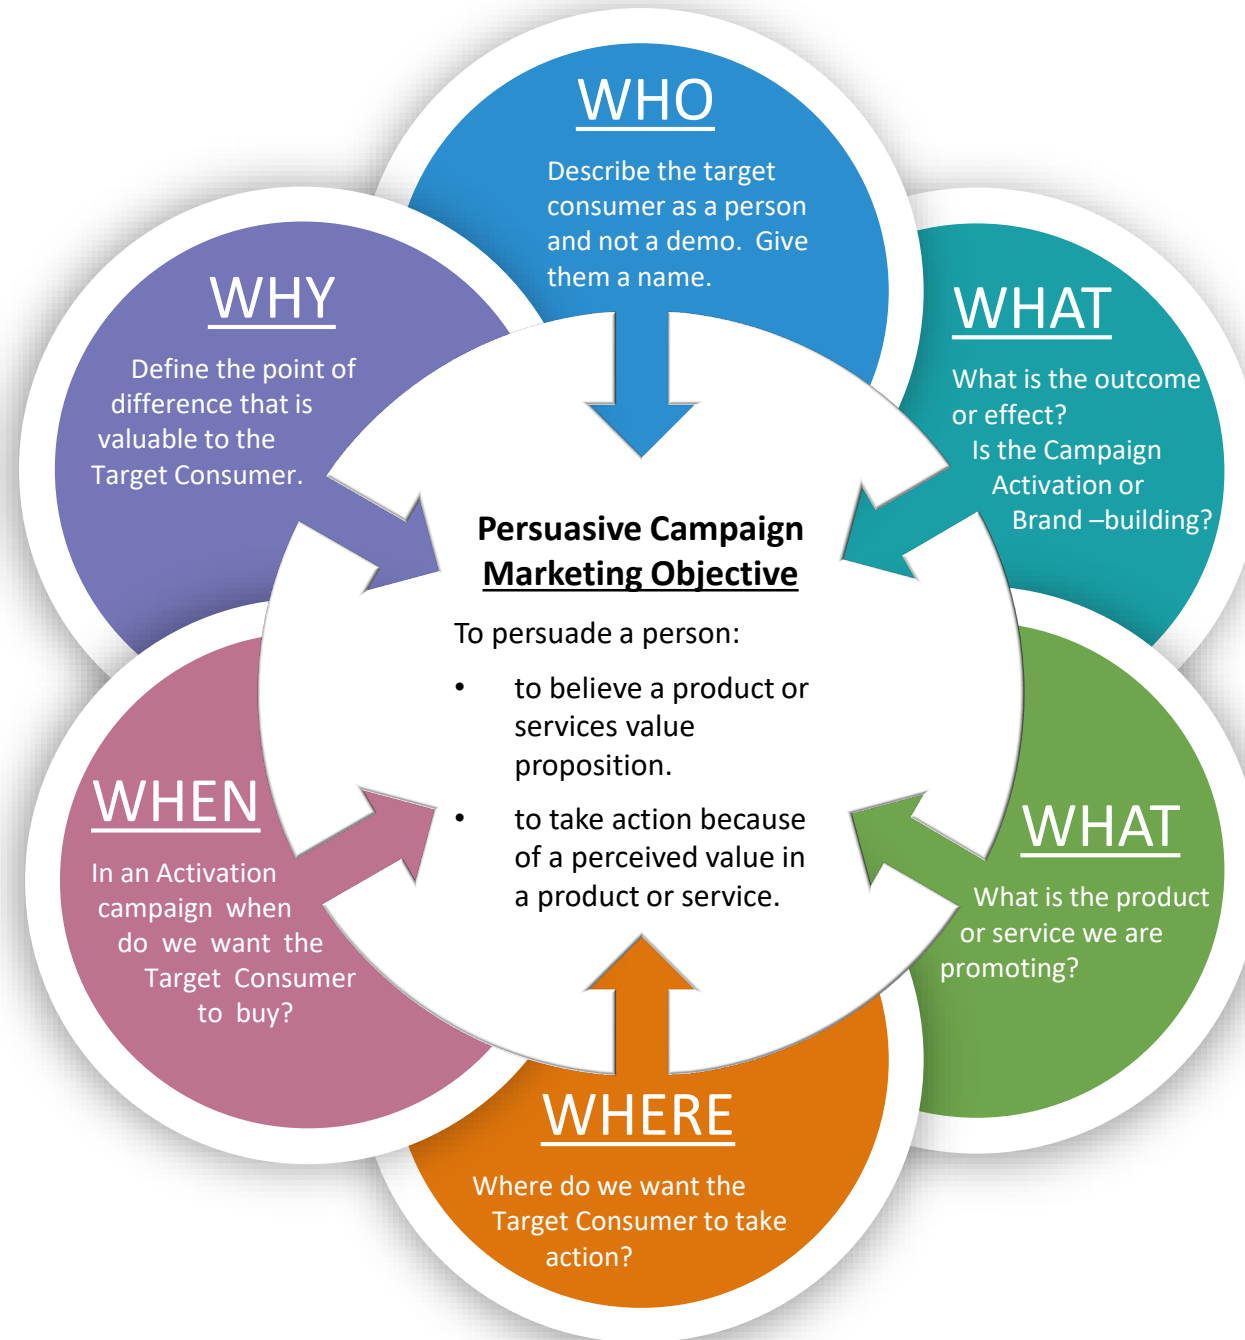 WHO
Describe the target
consumer as a person
and not a demo.  Give
them a name.
WHAT
What is the outcome
or effect?
Is the Campaign
Activation or
Brand –building?
WHAT
What is the product
or service we are
promoting?
WHERE
Where do we want the
Target Consumer to take
action?
WHEN
In an Activation
campaign when
do we want the
Target Consumer
to buy?
WHY
Define the point of
difference that is
valuable to the
Target Consumer.
Persuasive Campaign
Marketing Objective
To persuade a person:
• to believe a product or
services value
proposition.
• to take action because
of a perceived value in
a product or service.